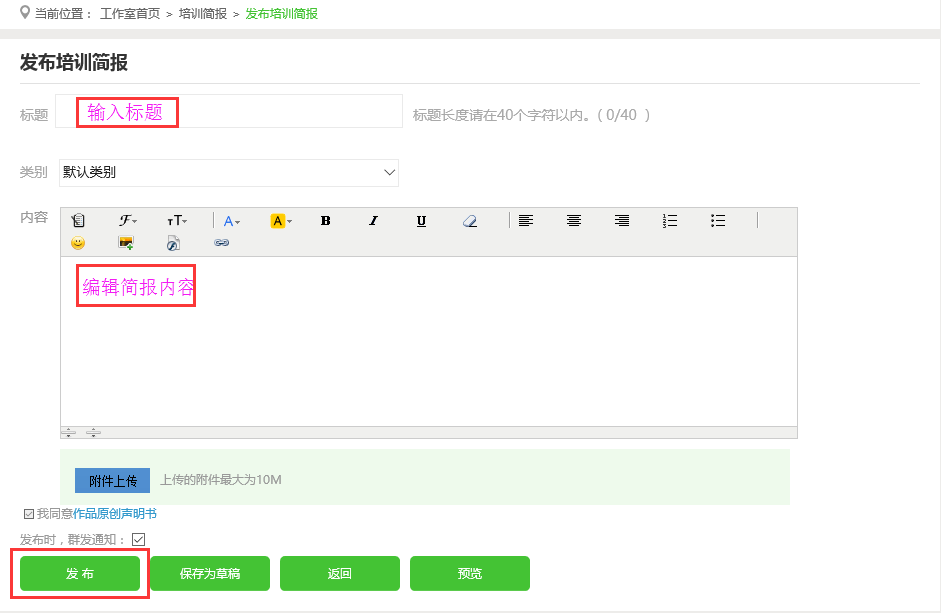 当前位置： 工作室首页 > 培训简报 > 发布培训简报
发布培训简报
标题 输入标题 标题长度请在40个字符以内。( 0/40 )
类别 默认类别
内容
编辑简报内容
附件上传 上传的附件最大为10M
我同意作品原创声明书
发布时，群发通知：
发 布 保存为草稿 返回 预览